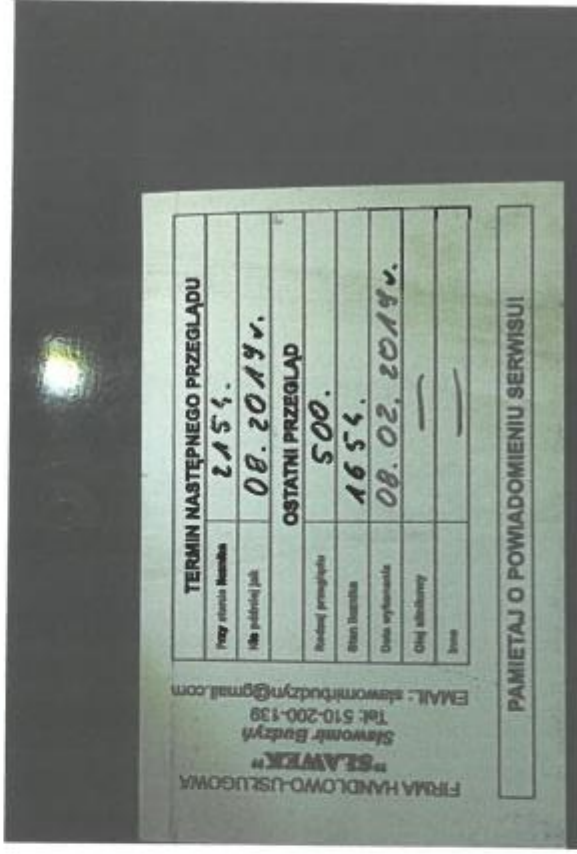 FIRMA HANDLOWO-USŁUGOWA
"SŁAWEK"
Sławomir Budzyń
Tel: 510-200-139
EMAIL: slawomirbudzyn@gmail.com
TERMIN NASTĘPNEGO PRZEGLĄDU
Przy stanie licznika 2154.
Nie później jak 08. 2019 r.
OSTATNI PRZEGLĄD
Rodzaj przeglądu 500.
Stan licznika 1654.
Data wykonania 08. 02. 2019 r.
Olej silnikowy —
Inne —
PAMIETAJ O POWIADOMIENIU SERWISU!